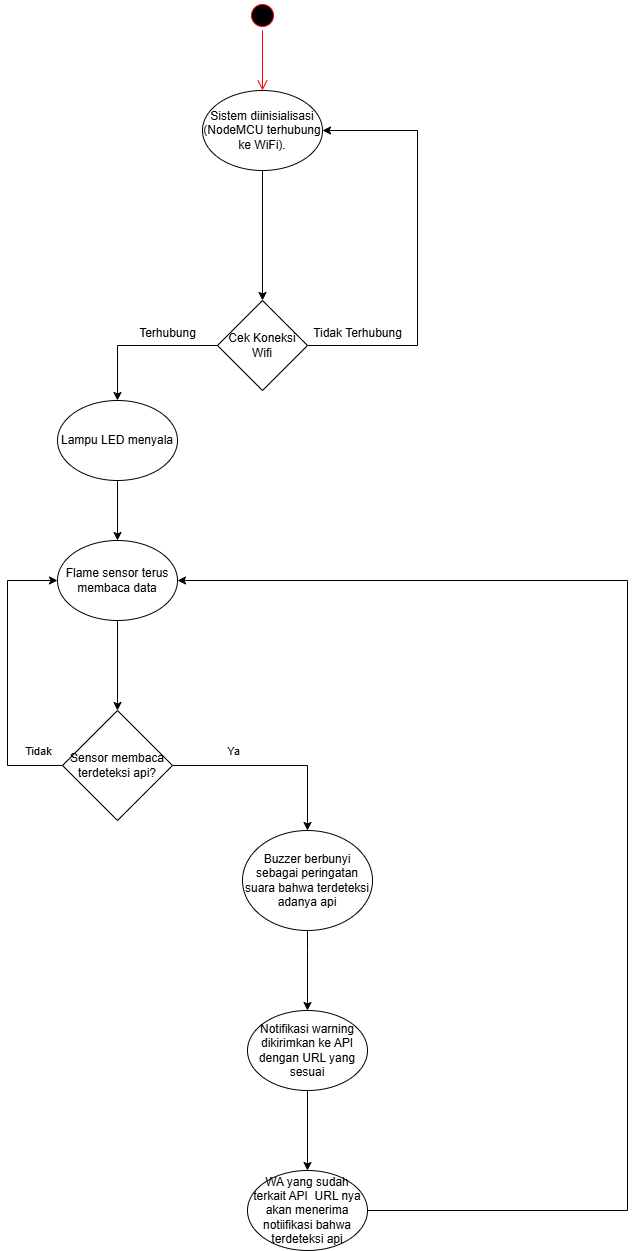 Sistem diinisialisasi
(NodeMCU terhubung
ke WiFi).
Terhubung
Cek Koneksi
Wifi
Tidak Terhubung
Lampu LED menyala
Flame sensor terus
membaca data
Tidak
Sensor membaca
terdeteksi api?
Ya
Buzzer berbunyi
sebagai peringatan
suara bahwa terdeteksi
adanya api
Notifikasi warning
dikirimkan ke API
dengan URL yang
sesuai
WA yang sudah
terkait API  URL nya
akan menerima
notiifikasi bahwa
terdeteksi api